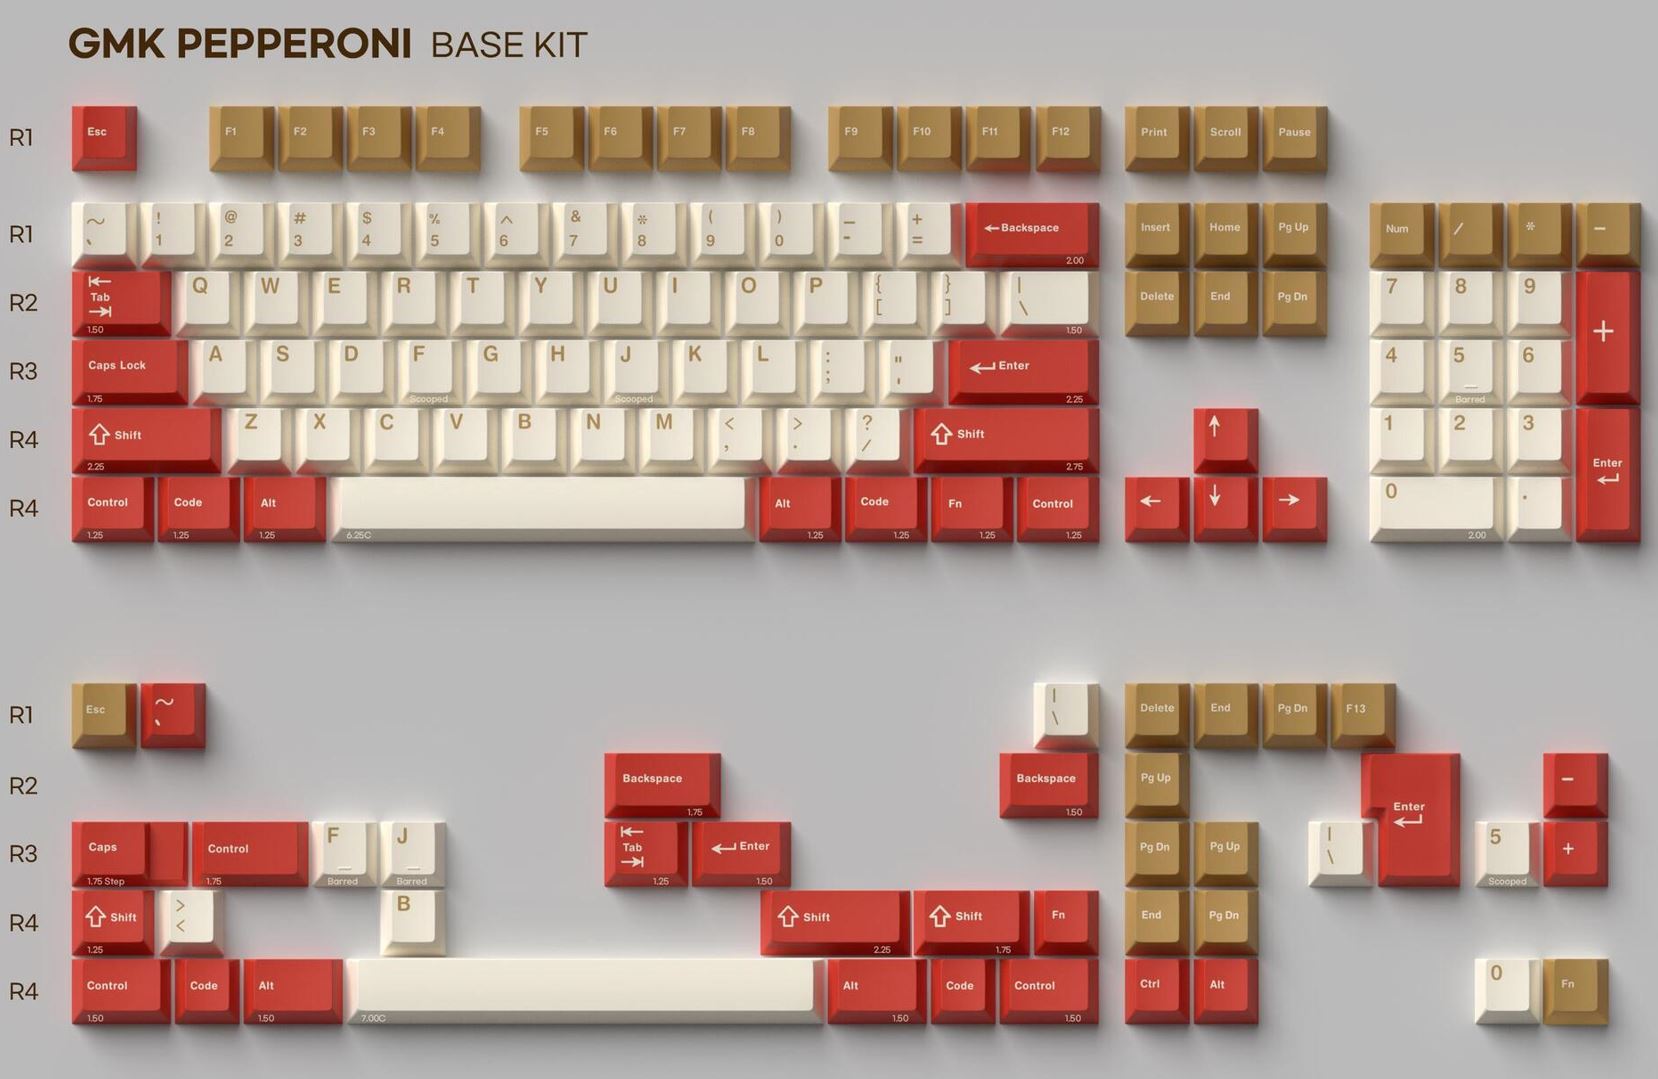 GMK PEPPERONI BASE KIT
R1 Esc F1 F2 F3 F4 F5 F6 F7 F8 F9 F10 F11 F12 Print Scroll Pause
R1 ~ ` ! 1 @ 2 # 3 $ 4 % 5 ^ 6 & 7 * 8 ( 9 ) 0 _ - + = ← Backspace 2.00 Insert Home Pg Up Num / * −
R2 Tab 1.50 Q W E R T Y U I O P { [ } ] | \ 1.50 Delete End Pg Dn 7 8 9 +
R3 Caps Lock 1.75 A S D F Scooped G H J Scooped K L : ; " ' Enter 2.25 4 5 Barred 6
R4 Shift 2.25 Z X C V B N M < , > . ? / Shift 2.75 ↑ 1 2 3 Enter
R4 Control 1.25 Code 1.25 Alt 1.25 6.25C Alt 1.25 Code 1.25 Fn 1.25 Control 1.25 ← ↓ → 0 2.00 .
R1 Esc ~ ` | \ Delete End Pg Dn F13
R2 Backspace 1.75 Backspace 1.50 Pg Up Enter −
R3 Caps 1.75 Step Control 1.75 F Barred J Barred Tab 1.25 Enter 1.50 Pg Dn Pg Up | \ 5 Scooped +
R4 Shift 1.25 > < B Shift 2.25 Shift 1.75 Fn End Pg Dn
R4 Control 1.50 Code Alt 1.50 7.00C Alt 1.50 Code Control 1.50 Ctrl Alt 0 Fn